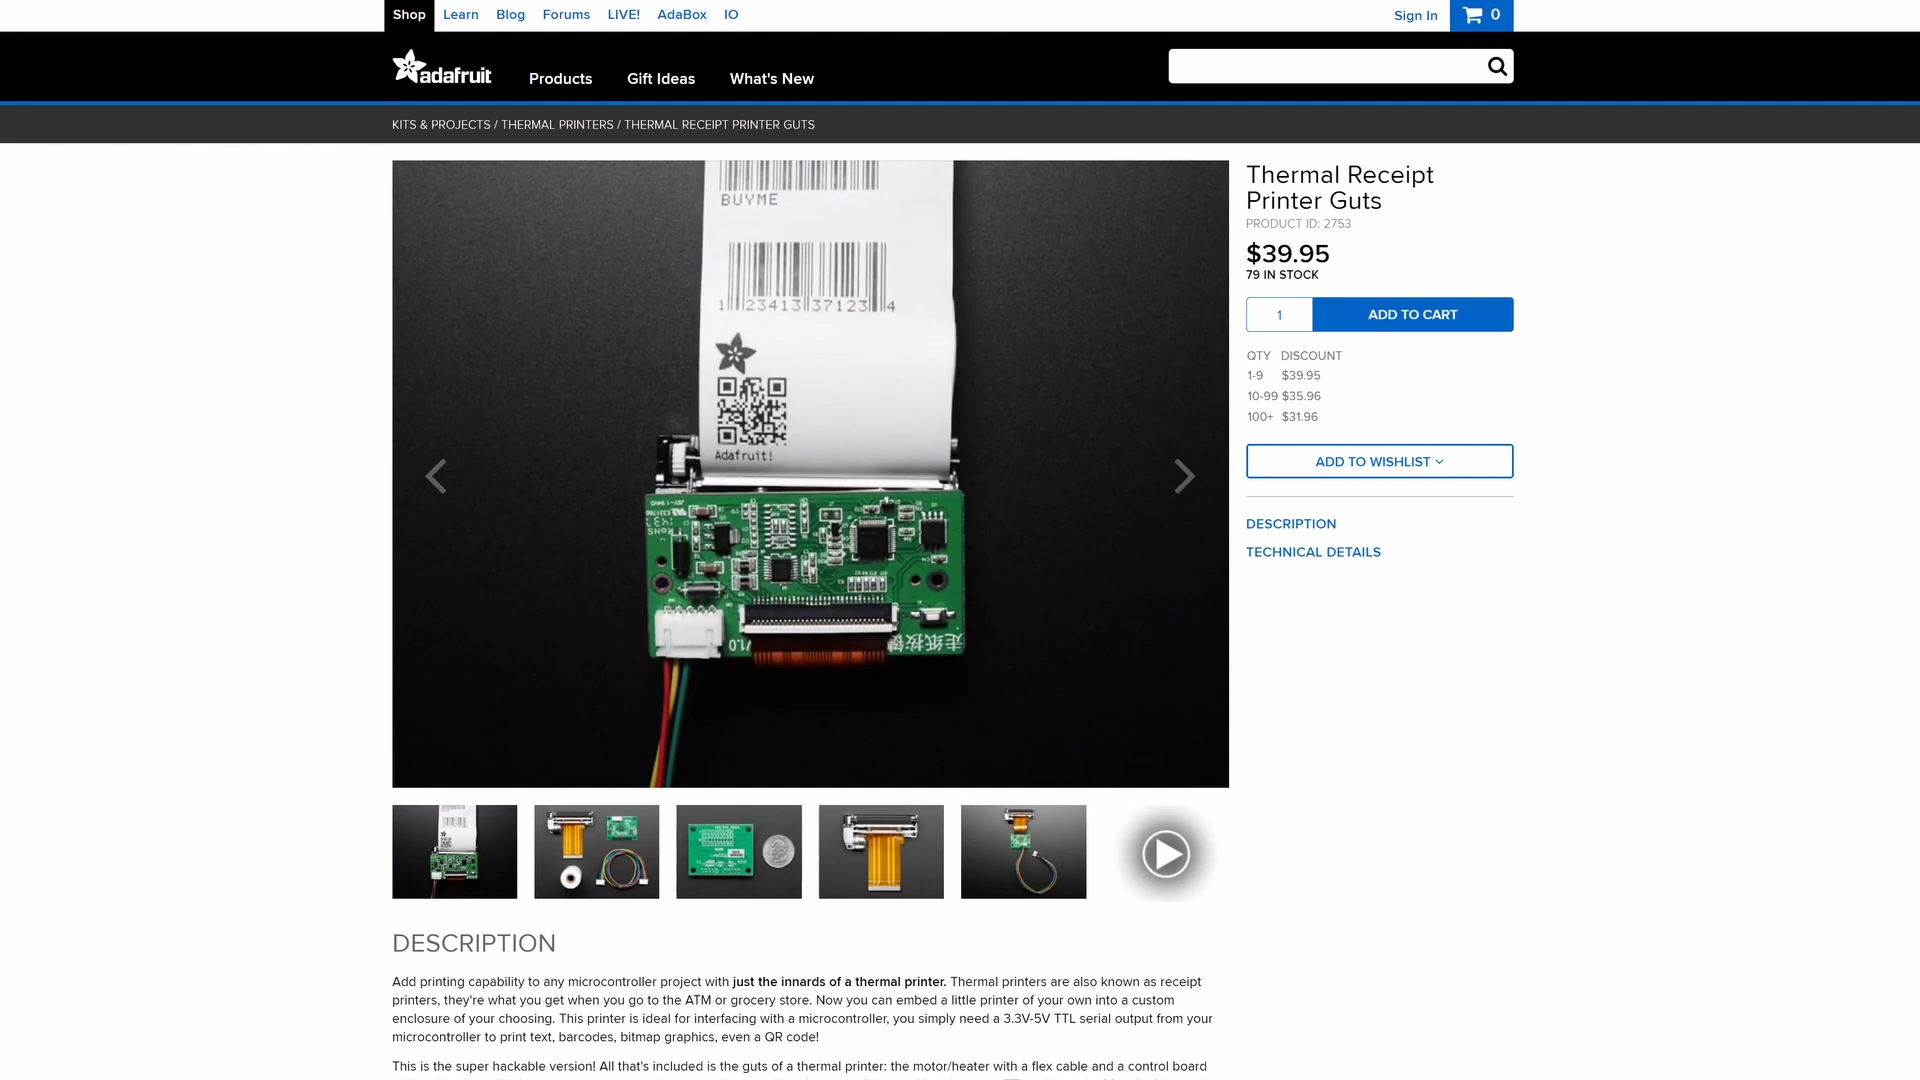 Shop Learn Blog Forums LIVE! AdaBox IO
Sign In 0
adafruit Products Gift Ideas What's New
KITS & PROJECTS / THERMAL PRINTERS / THERMAL RECEIPT PRINTER GUTS
BUYME
1 23413 37123 4
Adafruit!
V1.0
走纸按键
Thermal Receipt
Printer Guts
PRODUCT ID: 2753
$39.95
79 IN STOCK
1 ADD TO CART
QTY DISCOUNT
1-9 $39.95
10-99 $35.96
100+ $31.96
ADD TO WISHLIST
DESCRIPTION
TECHNICAL DETAILS
DESCRIPTION
Add printing capability to any microcontroller project with just the innards of a thermal printer. Thermal printers are also known as receipt
printers, they're what you get when you go to the ATM or grocery store. Now you can embed a little printer of your own into a custom
enclosure of your choosing. This printer is ideal for interfacing with a microcontroller, you simply need a 3.3V-5V TTL serial output from your
microcontroller to print text, barcodes, bitmap graphics, even a QR code!
This is the super hackable version! All that's included is the guts of a thermal printer: the motor/heater with a flex cable and a control board